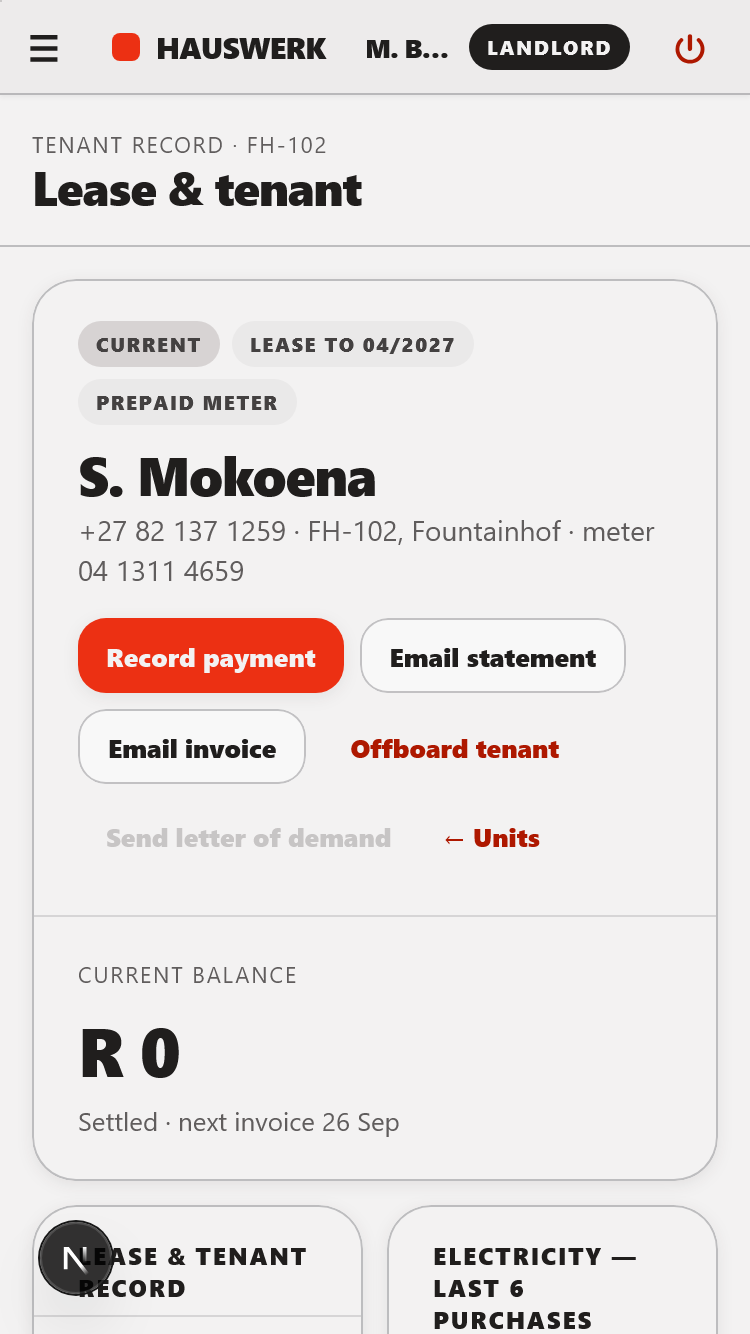 HAUSWERK M. B… LANDLORD
TENANT RECORD · FH-102
Lease & tenant
CURRENT LEASE TO 04/2027
PREPAID METER
S. Mokoena
+27 82 137 1259 · FH-102, Fountainhof · meter
04 1311 4659
Record payment Email statement
Email invoice Offboard tenant
Send letter of demand ← Units
CURRENT BALANCE
R 0
Settled · next invoice 26 Sep
LEASE & TENANT
RECORD
N
ELECTRICITY —
LAST 6
PURCHASES